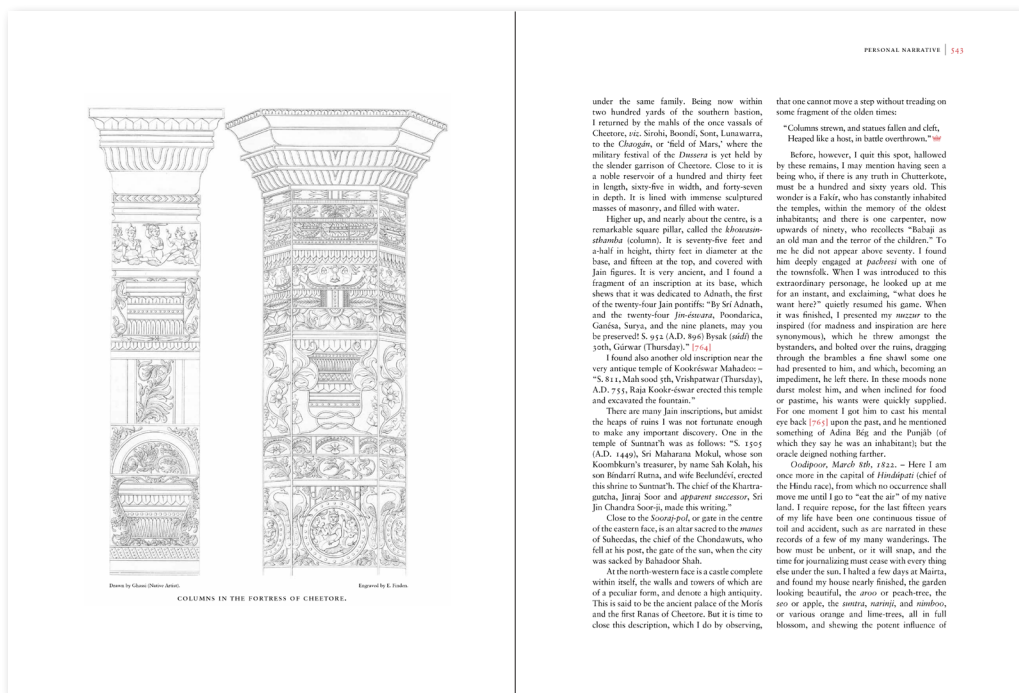 Drawn by Ghassi (Native Artist)
Engraved by E. Finden.
COLUMNS IN THE FORTRESS OF CHEETORE.
PERSONAL NARRATIVE | 543
under the same family. Being now within
two hundred yards of the southern bastion,
I returned by the mahls of the once vassals of
Cheetore, viz. Sirohi, Boondí, Sont, Lunawarra,
to the Chaogán, or ‘field of Mars,’ where the
military festival of the Dussera is yet held by
the slender garrison of Cheetore. Close to it is
a noble reservoir of a hundred and thirty feet
in length, sixty-five in width, and forty-seven
in depth. It is lined with immense sculptured
masses of masonry, and filled with water.
Higher up, and nearly about the centre, is a
remarkable square pillar, called the khowasin-
sthamba (column). It is seventy-five feet and
a-half in height, thirty feet in diameter at the
base, and fifteen at the top, and covered with
Jain figures. It is very ancient, and I found a
fragment of an inscription at its base, which
shews that it was dedicated to Adnath, the first
of the twenty-four Jain pontiffs: “By Srí Adnath,
and the twenty-four Jin-éswara, Poondarica,
Ganésa, Surya, and the nine planets, may you
be preserved! S. 952 (A.D. 896) Bysak (súdi) the
30th, Gúrwar (Thursday).” [764]
I found also another old inscription near the
very antique temple of Kookréswar Mahadeo: –
“S. 811, Mah sood 5th, Vrishpatwar (Thursday),
A.D. 755, Raja Kookr-éswar erected this temple
and excavated the fountain.”
There are many Jain inscriptions, but amidst
the heaps of ruins I was not fortunate enough
to make any important discovery. One in the
temple of Suntnat’h was as follows: “S. 1505
(A.D. 1449), Sri Maharana Mokul, whose son
Koombkurn’s treasurer, by name Sah Kolah, his
son Bíndarri Rutna, and wife Beelundéví, erected
this shrine to Suntnat’h. The chief of the Khartra-
gutcha, Jinraj Soor and apparent successor, Sri
Jin Chandra Soor-ji, made this writing.”
Close to the Sooraj-pol, or gate in the centre
of the eastern face, is an altar sacred to the manes
of Suheedas, the chief of the Chondawuts, who
fell at his post, the gate of the sun, when the city
was sacked by Bahadoor Shah.
At the north-western face is a castle complete
within itself, the walls and towers of which are
of a peculiar form, and denote a high antiquity.
This is said to be the ancient palace of the Moris
and the first Ranas of Cheetore. But it is time to
close this description, which I do by observing,
that one cannot move a step without treading on
some fragment of the olden times:
“Columns strewn, and statues fallen and cleft,
Heaped like a host, in battle overthrown.”
Before, however, I quit this spot, hallowed
by these remains, I may mention having seen a
being who, if there is any truth in Chutterkote,
must be a hundred and sixty years old. This
wonder is a Fakír, who has constantly inhabited
the temples, within the memory of the oldest
inhabitants; and there is one carpenter, now
upwards of ninety, who recollects “Babaji as
an old man and the terror of the children.” To
me he did not appear above seventy. I found
him deeply engaged at pacheesi with one of
the townsfolk. When I was introduced to this
extraordinary personage, he looked up at me
for an instant, and exclaiming, “what does he
want here?” quietly resumed his game. When
it was finished, I presented my nuzzur to the
inspired (for madness and inspiration are here
synonymous), which he threw amongst the
bystanders, and bolted over the ruins, dragging
through the brambles a fine shawl some one
had presented to him, and which, becoming an
impediment, he left there. In these moods none
durst molest him, and when inclined for food
or pastime, his wants were quickly supplied.
For one moment I got him to cast his mental
eye back [765] upon the past, and he mentioned
something of Adina Bég and the Punjâb (of
which they say he was an inhabitant); but the
oracle deigned nothing farther.
Oodipoor, March 8th, 1822. – Here I am
once more in the capital of Hindúpati (chief of
the Hindu race), from which no occurrence shall
move me until I go to “eat the air” of my native
land. I require repose, for the last fifteen years
of my life have been one continuous tissue of
toil and accident, such as are narrated in these
records of a few of my many wanderings. The
bow must be unbent, or it will snap, and the
time for journalizing must cease with every thing
else under the sun. I halted a few days at Mairta,
and found my house nearly finished, the garden
looking beautiful, the aroo or peach-tree, the
seo or apple, the suntra, narinji, and nimboo,
or various orange and lime-trees, all in full
blossom, and shewing the potent influence of